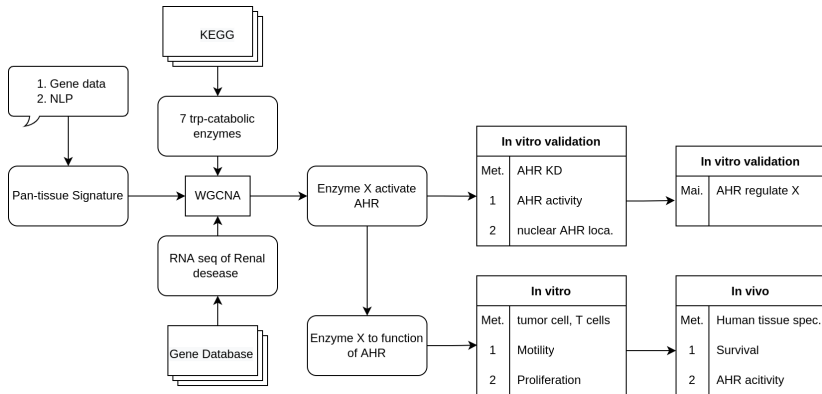 KEGG
1. Gene data
2. NLP
7 trp-catabolic
enzymes
Pan-tissue Signature
WGCNA
Enzyme X activate
AHR
RNA seq of Renal
desease
Gene Database
Enzyme X to function
of AHR
In vitro validation
Met. AHR KD
1 AHR activity
2 nuclear AHR loca.
In vitro validation
Mai. AHR regulate X
In vitro
Met. tumor cell, T cells
1 Motility
2 Proliferation
In vivo
Met. Human tissue spec.
1 Survival
2 AHR acitivity